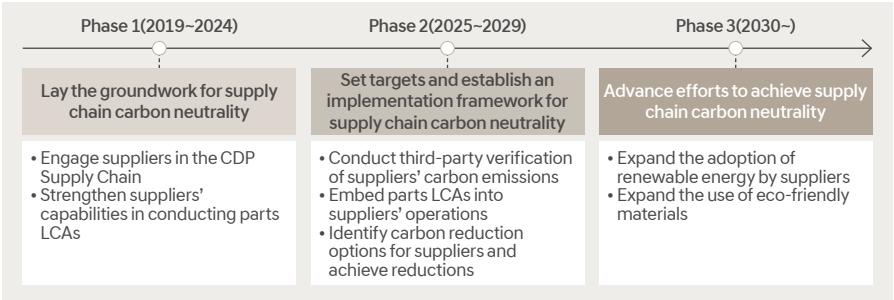 Phase 1(2019~2024)
Phase 2(2025~2029)
Phase 3(2030~)
Lay the groundwork for supply
chain carbon neutrality
Set targets and establish an
implementation framework for
supply chain carbon neutrality
Advance efforts to achieve supply
chain carbon neutrality
• Engage suppliers in the CDP
Supply Chain
• Strengthen suppliers’
capabilities in conducting parts
LCAs
• Conduct third-party verification
of suppliers’ carbon emissions
• Embed parts LCAs into
suppliers’ operations
• Identify carbon reduction
options for suppliers and
achieve reductions
• Expand the adoption of
renewable energy by suppliers
• Expand the use of eco-friendly
materials